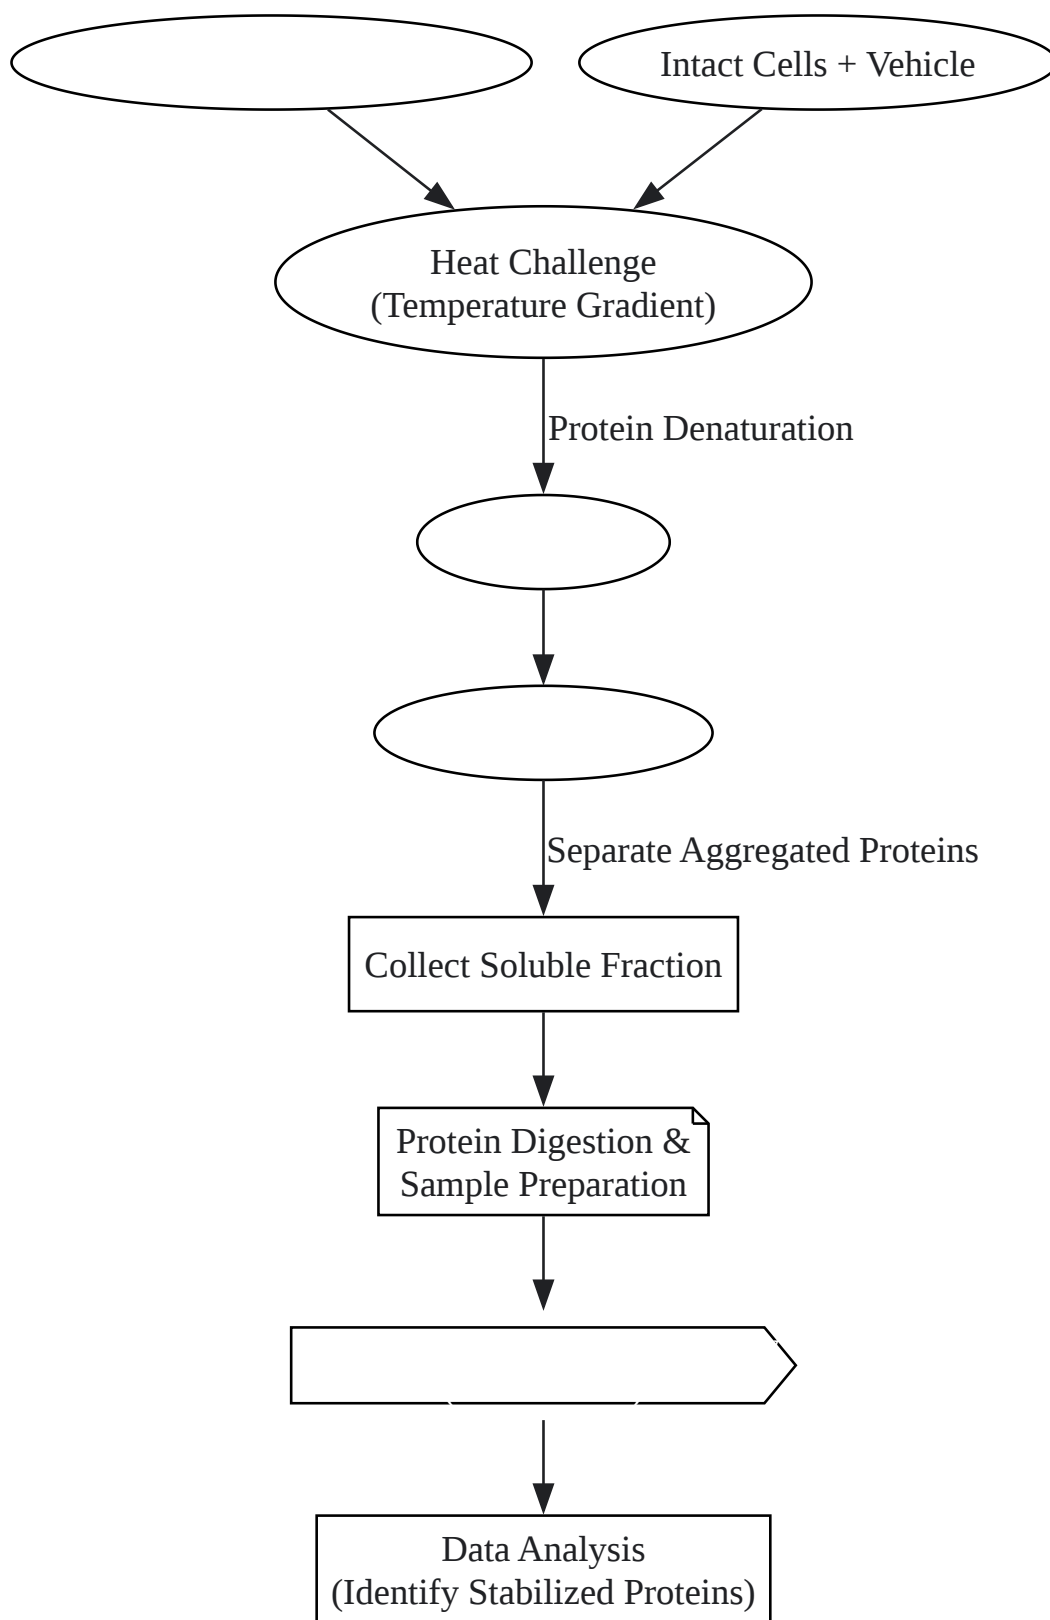 Intact Cells + Vehicle
Heat Challenge
(Temperature Gradient)
Protein Denaturation
Separate Aggregated Proteins
Collect Soluble Fraction
Protein Digestion &
Sample Preparation
Data Analysis
(Identify Stabilized Proteins)